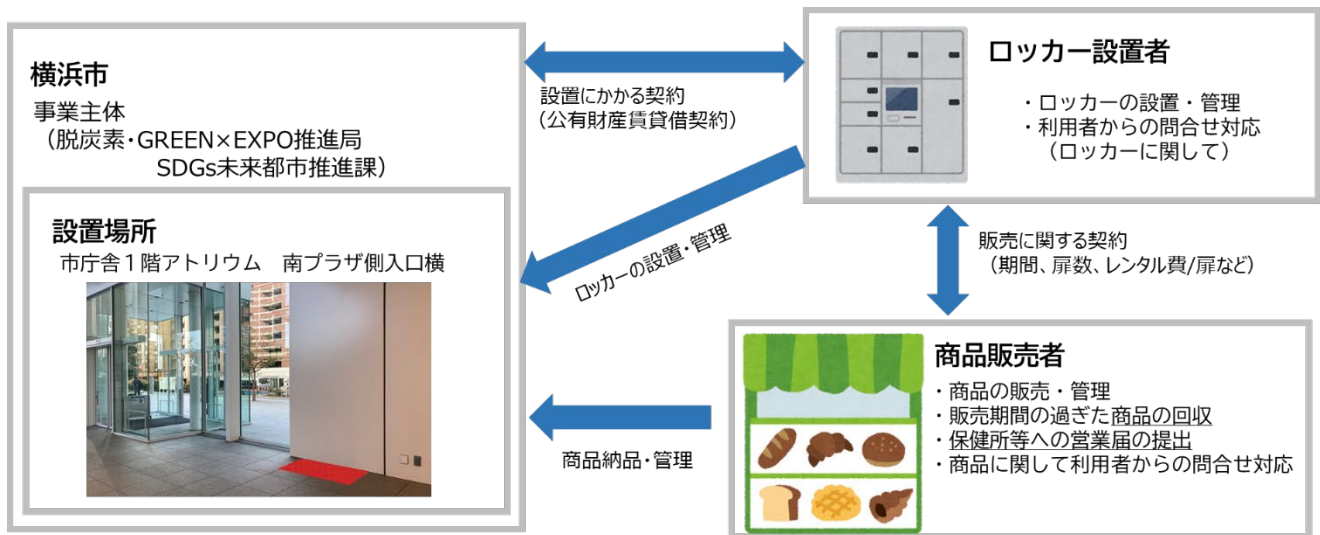 横浜市
事業主体
（脱炭素・GREEN×EXPO推進局
SDGs未来都市推進課）
設置場所
市庁舎１階アトリウム　南プラザ側入口横
設置にかかる契約
（公有財産賃貸借契約）
ロッカーの設置・管理
商品納品・管理
ロッカー設置者
・ロッカーの設置・管理
・利用者からの問合せ対応
（ロッカーに関して）
販売に関する契約
（期間、扉数、レンタル費/扉など）
商品販売者
・商品の販売・管理
・販売期間の過ぎた商品の回収
・保健所等への営業届の提出
・商品に関して利用者からの問合せ対応